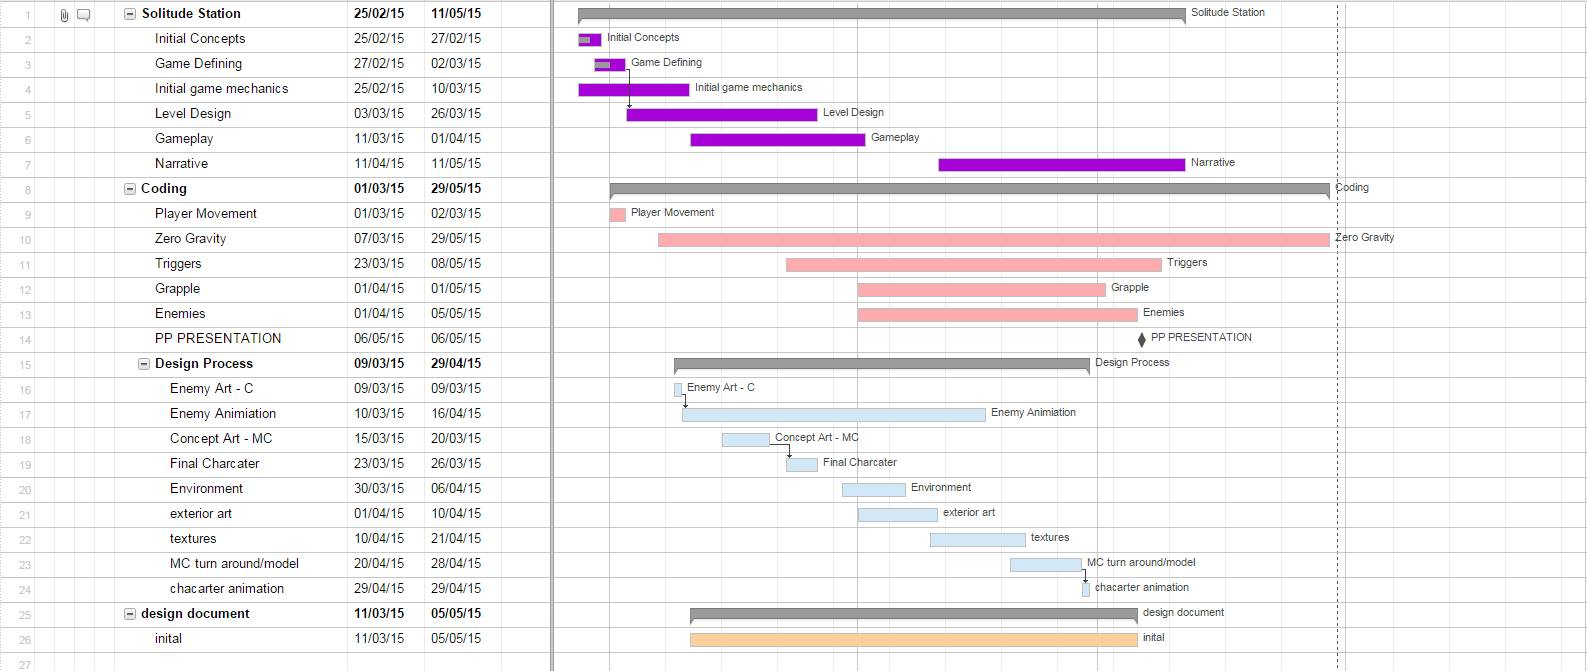 1 Solitude Station 25/02/15 11/05/15 Solitude Station
2 Initial Concepts 25/02/15 27/02/15 Initial Concepts
3 Game Defining 27/02/15 02/03/15 Game Defining
4 Initial game mechanics 25/02/15 10/03/15 Initial game mechanics
5 Level Design 03/03/15 26/03/15 Level Design
6 Gameplay 11/03/15 01/04/15 Gameplay
7 Narrative 11/04/15 11/05/15 Narrative
8 Coding 01/03/15 29/05/15 Coding
9 Player Movement 01/03/15 02/03/15 Player Movement
10 Zero Gravity 07/03/15 29/05/15 Zero Gravity
11 Triggers 23/03/15 08/05/15 Triggers
12 Grapple 01/04/15 01/05/15 Grapple
13 Enemies 01/04/15 05/05/15 Enemies
14 PP PRESENTATION 06/05/15 06/05/15 PP PRESENTATION
15 Design Process 09/03/15 29/04/15 Design Process
16 Enemy Art - C 09/03/15 09/03/15 Enemy Art - C
17 Enemy Animiation 10/03/15 16/04/15 Enemy Animiation
18 Concept Art - MC 15/03/15 20/03/15 Concept Art - MC
19 Final Charcater 23/03/15 26/03/15 Final Charcater
20 Environment 30/03/15 06/04/15 Environment
21 exterior art 01/04/15 10/04/15 exterior art
22 textures 10/04/15 21/04/15 textures
23 MC turn around/model 20/04/15 28/04/15 MC turn around/model
24 chacarter animation 29/04/15 29/04/15 chacarter animation
25 design document 11/03/15 05/05/15 design document
26 inital 11/03/15 05/05/15 inital
27